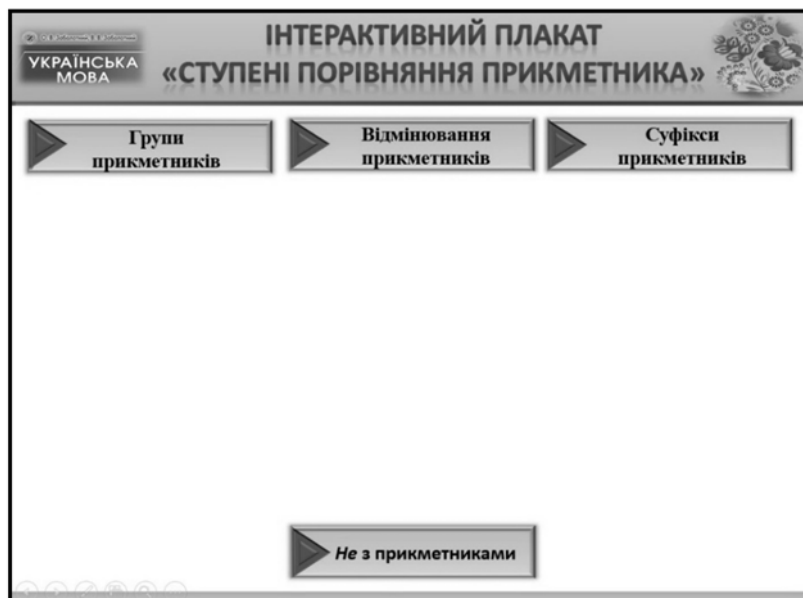 ІНТЕРАКТИВНИЙ ПЛАКАТ
«СТУПЕНІ ПОРІВНЯННЯ ПРИКМЕТНИКА»
УКРАЇНСЬКА
МОВА
Групи
прикметників
Відмінювання
прикметників
Суфікси
прикметників
Не з прикметниками